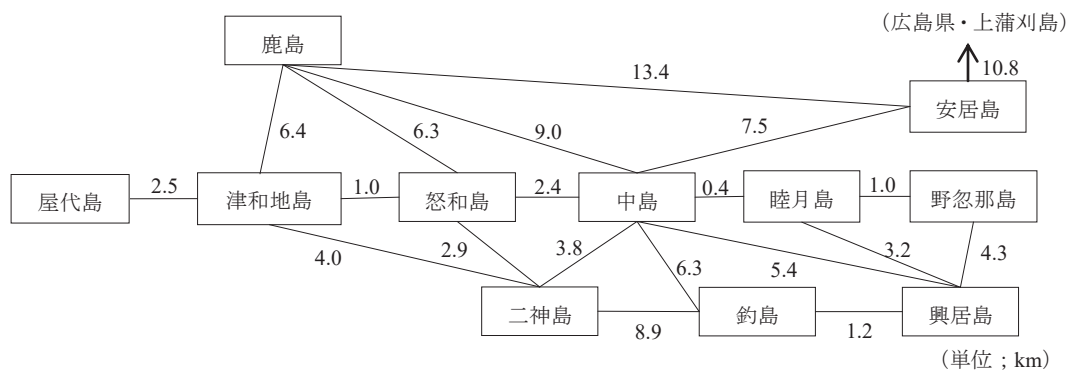 (広島県・上蒲刈島)
鹿島
13.4
10.8
安居島
6.4
6.3
9.0
7.5
屋代島
2.5
津和地島
1.0
怒和島
2.4
中島
0.4
睦月島
1.0
野忽那島
4.0
2.9
3.8
6.3
5.4
3.2
4.3
二神島
8.9
釣島
1.2
興居島
(単位;km)